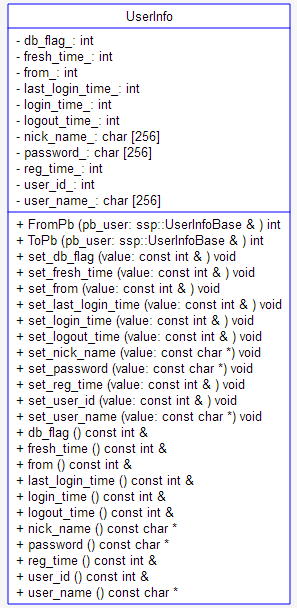 UserInfo
- db_flag_: int
- fresh_time_: int
- from_: int
- last_login_time_: int
- login_time_: int
- logout_time_: int
- nick_name_: char [256]
- password_: char [256]
- reg_time_: int
- user_id_: int
- user_name_: char [256]
+ FromPb (pb_user: ssp::UserInfoBase & ) int
+ ToPb (pb_user: ssp::UserInfoBase & ) int
+ set_db_flag (value: const int & ) void
+ set_fresh_time (value: const int & ) void
+ set_from (value: const int & ) void
+ set_last_login_time (value: const int & ) void
+ set_login_time (value: const int & ) void
+ set_logout_time (value: const int & ) void
+ set_nick_name (value: const char *) void
+ set_password (value: const char *) void
+ set_reg_time (value: const int & ) void
+ set_user_id (value: const int & ) void
+ set_user_name (value: const char *) void
+ db_flag () const int &
+ fresh_time () const int &
+ from () const int &
+ last_login_time () const int &
+ login_time () const int &
+ logout_time () const int &
+ nick_name () const char *
+ password () const char *
+ reg_time () const int &
+ user_id () const int &
+ user_name () const char *